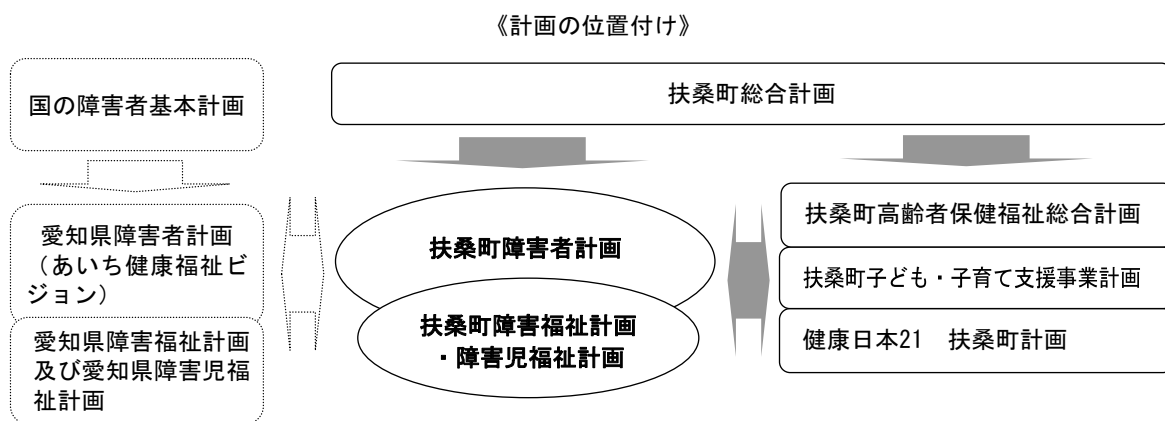 《計画の位置付け》
国の障害者基本計画
扶桑町総合計画
愛知県障害者計画
（あいち健康福祉ビ
ジョン）
愛知県障害福祉計画
及び愛知県障害児福
祉計画
扶桑町障害者計画
扶桑町障害福祉計画
・障害児福祉計画
扶桑町高齢者保健福祉総合計画
扶桑町子ども・子育て支援事業計画
健康日本21　扶桑町計画